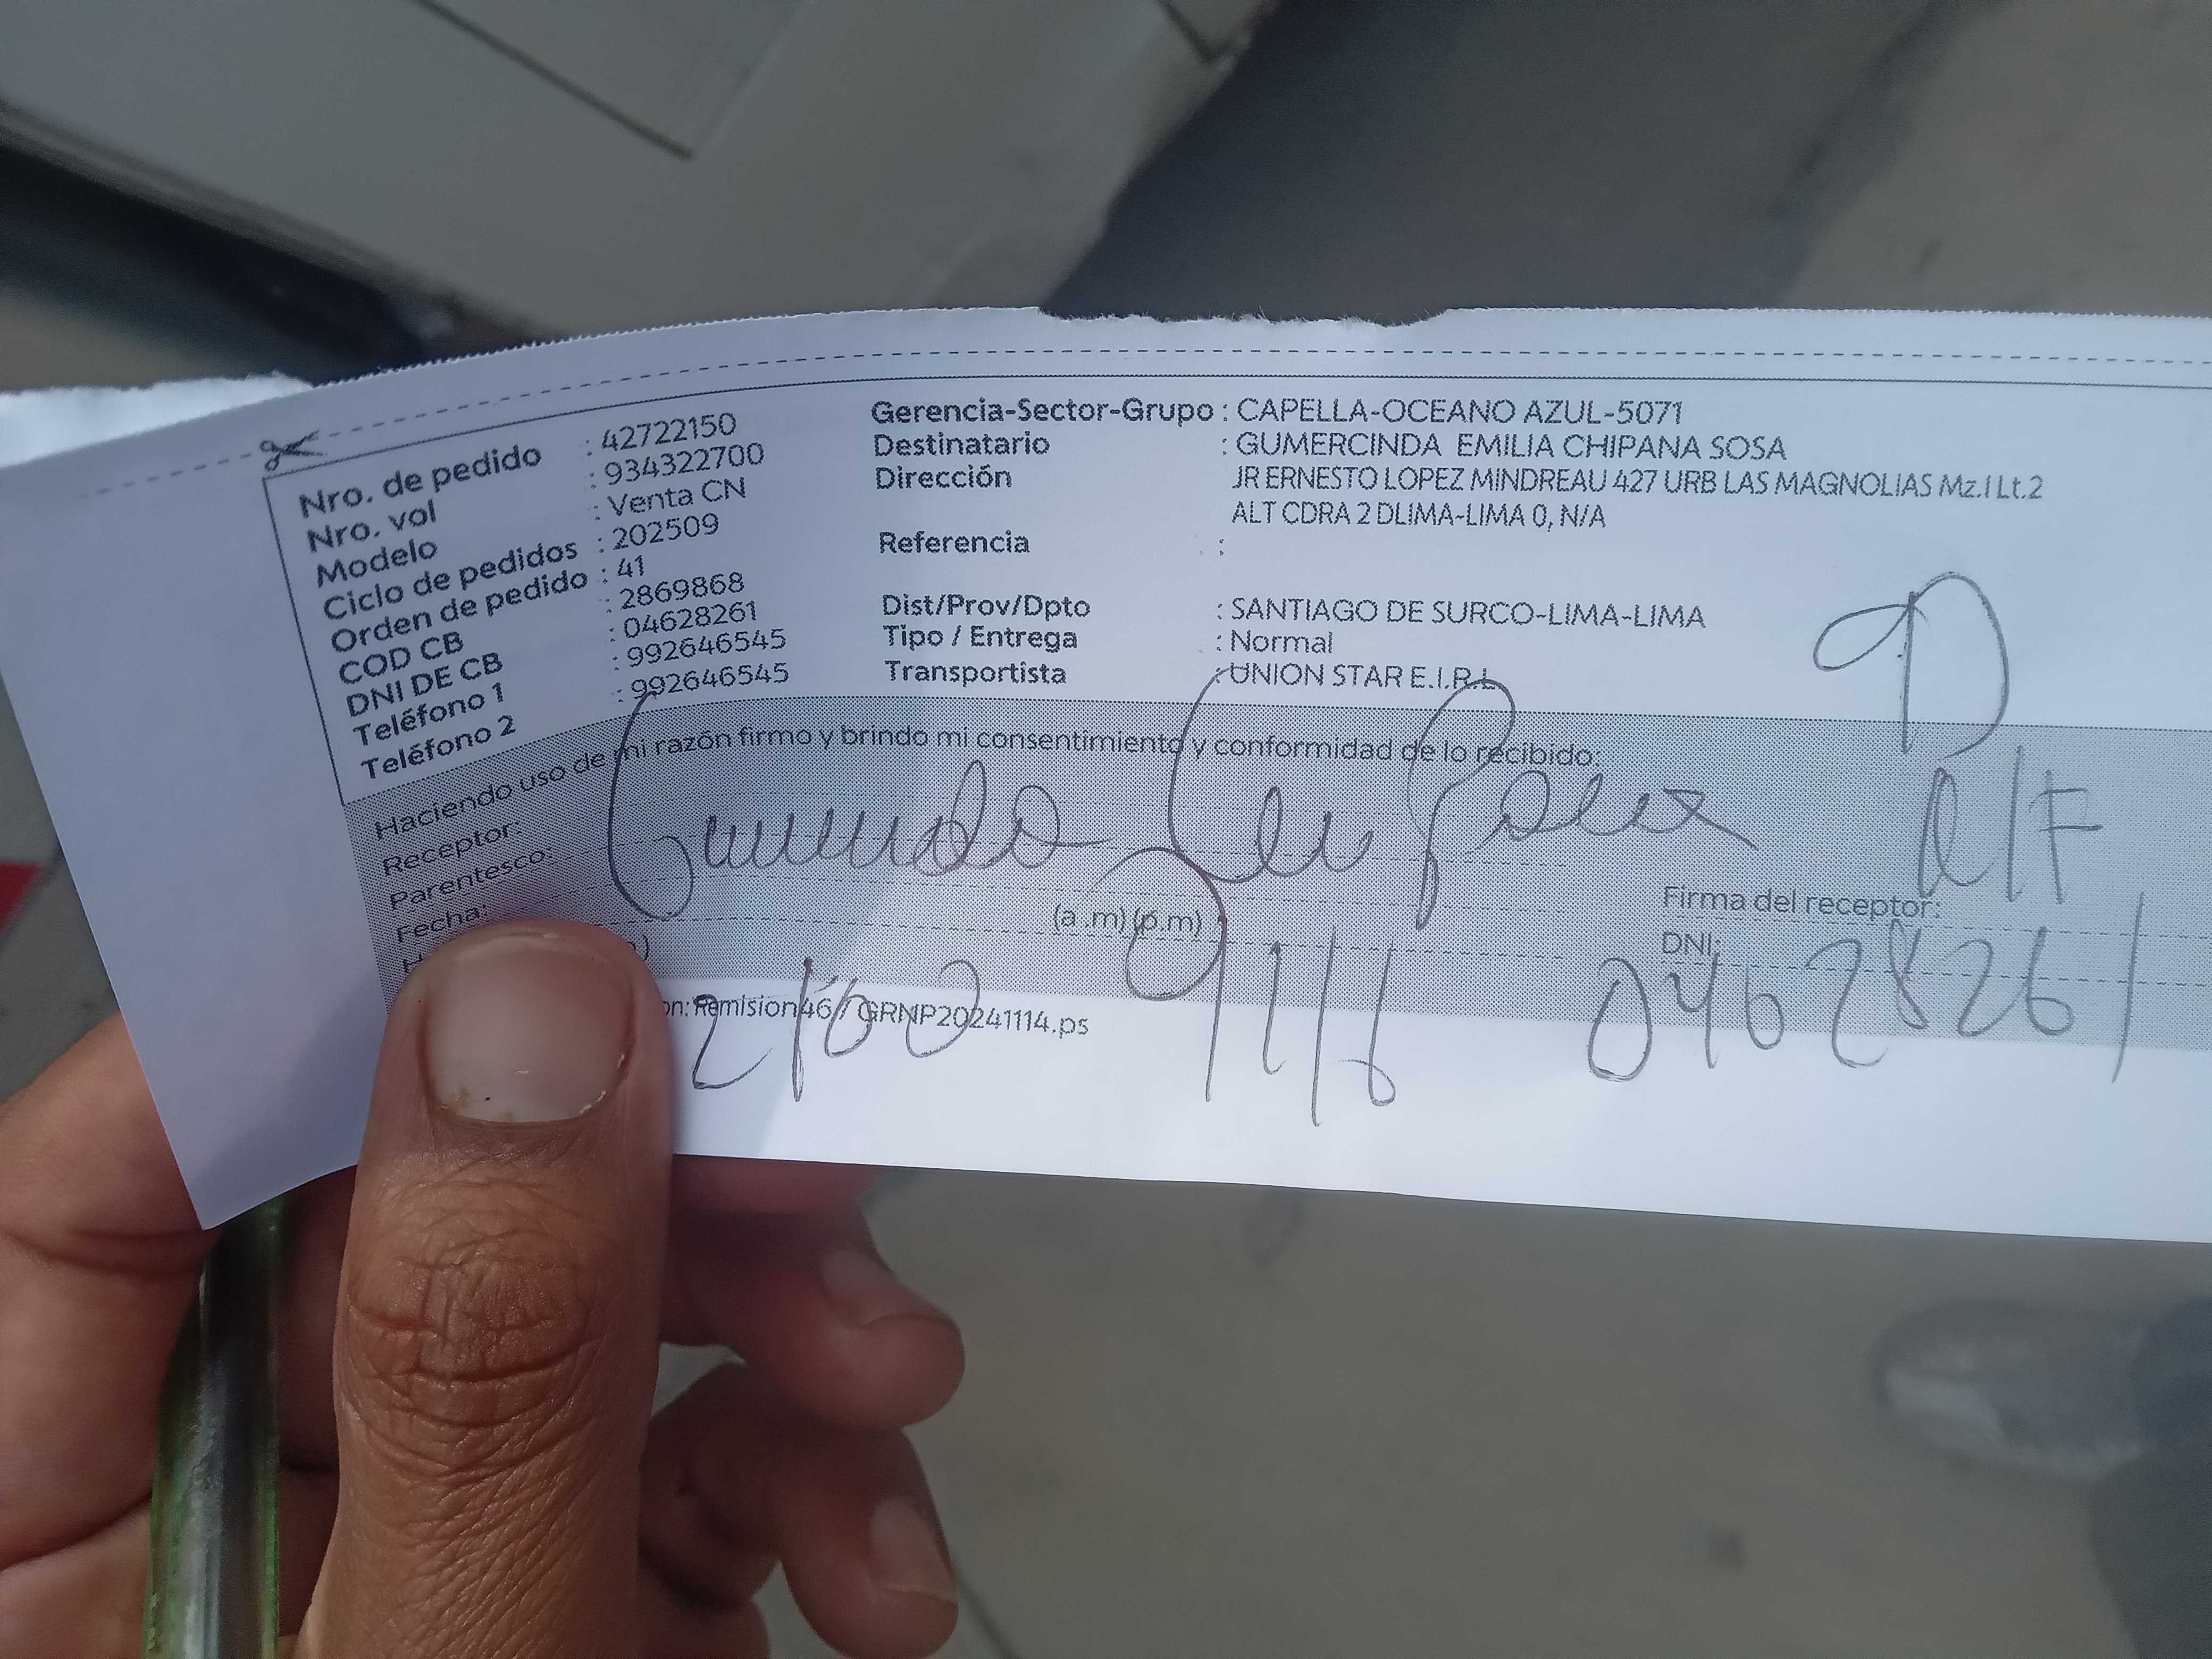 Nro. de pedido : 42722150
Nro. vol : 934322700
Modelo : Venta CN
Ciclo de pedidos : 202509
Orden de pedido : 41
COD CB : 2869868
DNI DE CB : 04628261
Teléfono 1 : 992646545
Teléfono 2 : 992646545
Gerencia-Sector-Grupo : CAPELLA-OCEANO AZUL-5071
Destinatario : GUMERCINDA EMILIA CHIPANA SOSA
Dirección JR ERNESTO LOPEZ MINDREAU 427 URB LAS MAGNOLIAS Mz.I Lt.2
ALT CDRA 2 DLIMA-LIMA 0, N/A
Referencia :
Dist/Prov/Dpto : SANTIAGO DE SURCO-LIMA-LIMA
Tipo / Entrega : Normal
Transportista : UNION STAR E.I.R.L
Haciendo uso de mi razón firmo y brindo mi consentimiento y conformidad de lo recibido:
Receptor:
Parentesco:
Fecha:
(a.m) (p.m)
Firma del receptor:
DNI: 04628261
Remision46 / GRNP20241114.ps